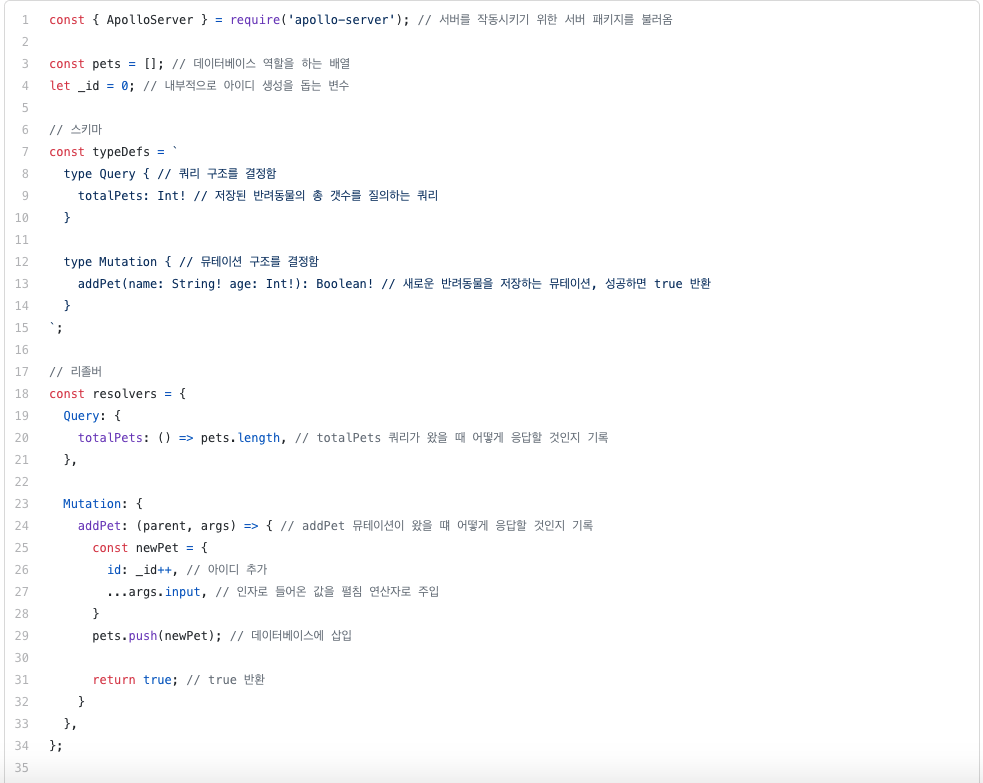 1 const { ApolloServer } = require('apollo-server'); // 서버를 작동시키기 위한 서버 패키지를 불러옴
2
3 const pets = []; // 데이터베이스 역할을 하는 배열
4 let _id = 0; // 내부적으로 아이디 생성을 돕는 변수
5
6 // 스키마
7 const typeDefs = `
8   type Query { // 쿼리 구조를 결정함
9     totalPets: Int! // 저장된 반려동물의 총 갯수를 질의하는 쿼리
10   }
11
12   type Mutation { // 뮤테이션 구조를 결정함
13     addPet(name: String! age: Int!): Boolean! // 새로운 반려동물을 저장하는 뮤테이션, 성공하면 true 반환
14   }
15 `;
16
17 // 리졸버
18 const resolvers = {
19   Query: {
20     totalPets: () => pets.length, // totalPets 쿼리가 왔을 때 어떻게 응답할 것인지 기록
21   },
22
23   Mutation: {
24     addPet: (parent, args) => { // addPet 뮤테이션이 왔을 떄 어떻게 응답할 것인지 기록
25       const newPet = {
26         id: _id++, // 아이디 추가
27         ...args.input, // 인자로 들어온 값을 펼침 연산자로 주입
28       }
29       pets.push(newPet); // 데이터베이스에 삽입
30
31       return true; // true 반환
32     }
33   },
34 };
35